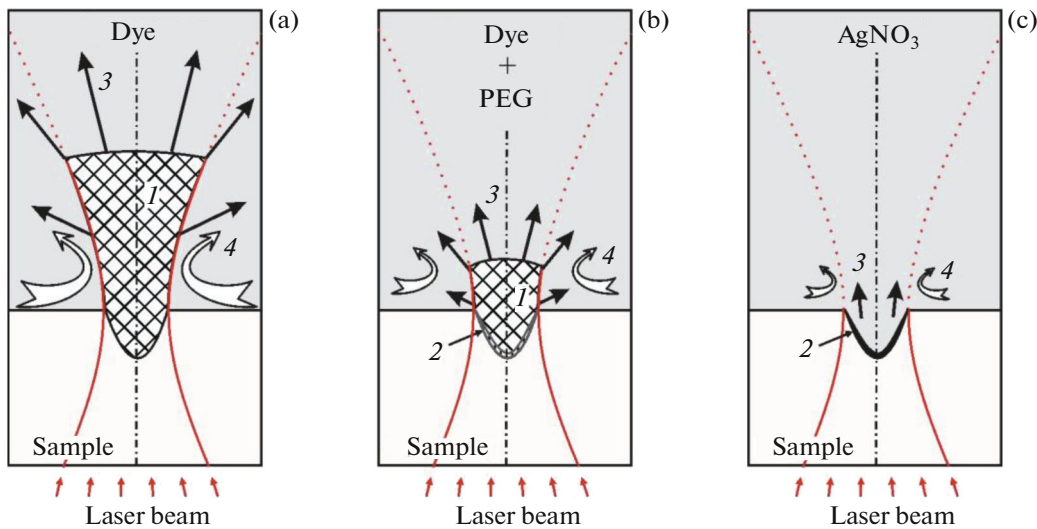 (a)
Dye
3
1
4
Sample
Laser beam
(b)
Dye
+
PEG
3
4
1
2
Sample
Laser beam
(c)
AgNO₃
3
4
2
Sample
Laser beam